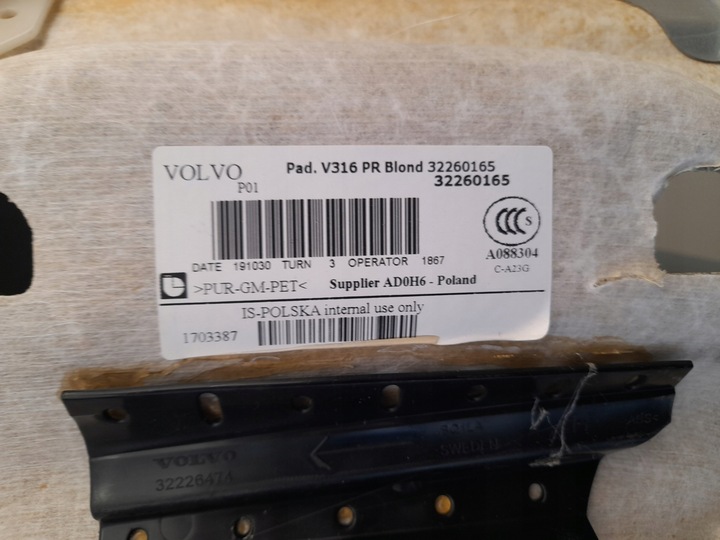 VOLVO
Pad. V316 PR Blond 32260165
32260165
P01
S
A088304
C-A23G
DATE 191030 TURN 3 OPERATOR 1867
>PUR-GM-PET< Supplier AD0H6 - Poland
IS-POLSKA internal use only
1703387
VOLVO
32226474
SWEDEN